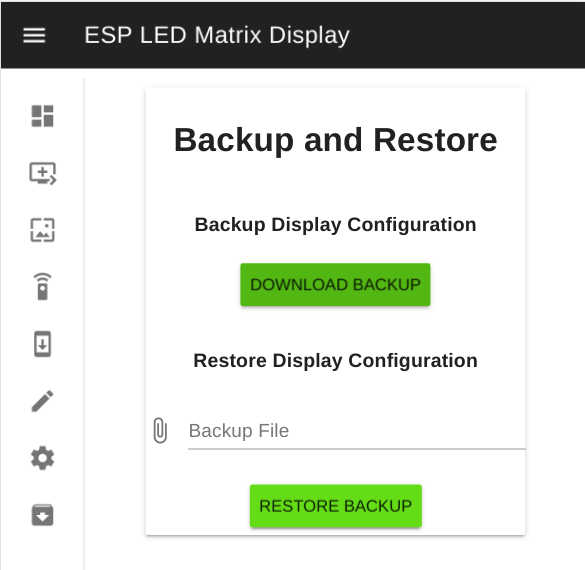 ESP LED Matrix Display
Backup and Restore
Backup Display Configuration
DOWNLOAD BACKUP
Restore Display Configuration
Backup File
RESTORE BACKUP